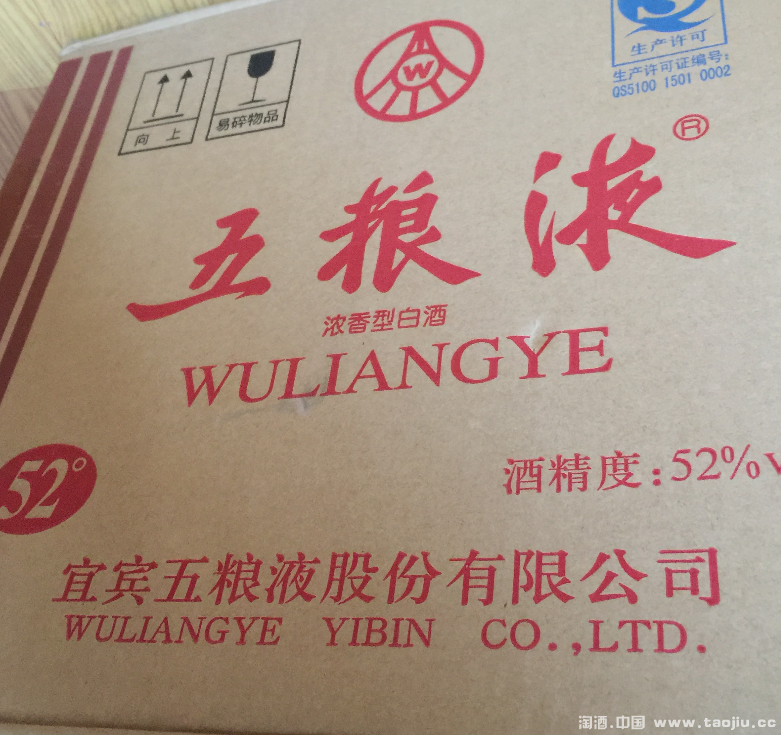 生产许可
生产许可证编号:
QS5100 1501 0002
向上
易碎物品
W
五粮液®
浓香型白酒
WULIANGYE
52°
酒精度:52%v
宜宾五粮液股份有限公司
WULIANGYE YIBIN CO.,LTD.
淘酒.中国 www.taojiu.cc